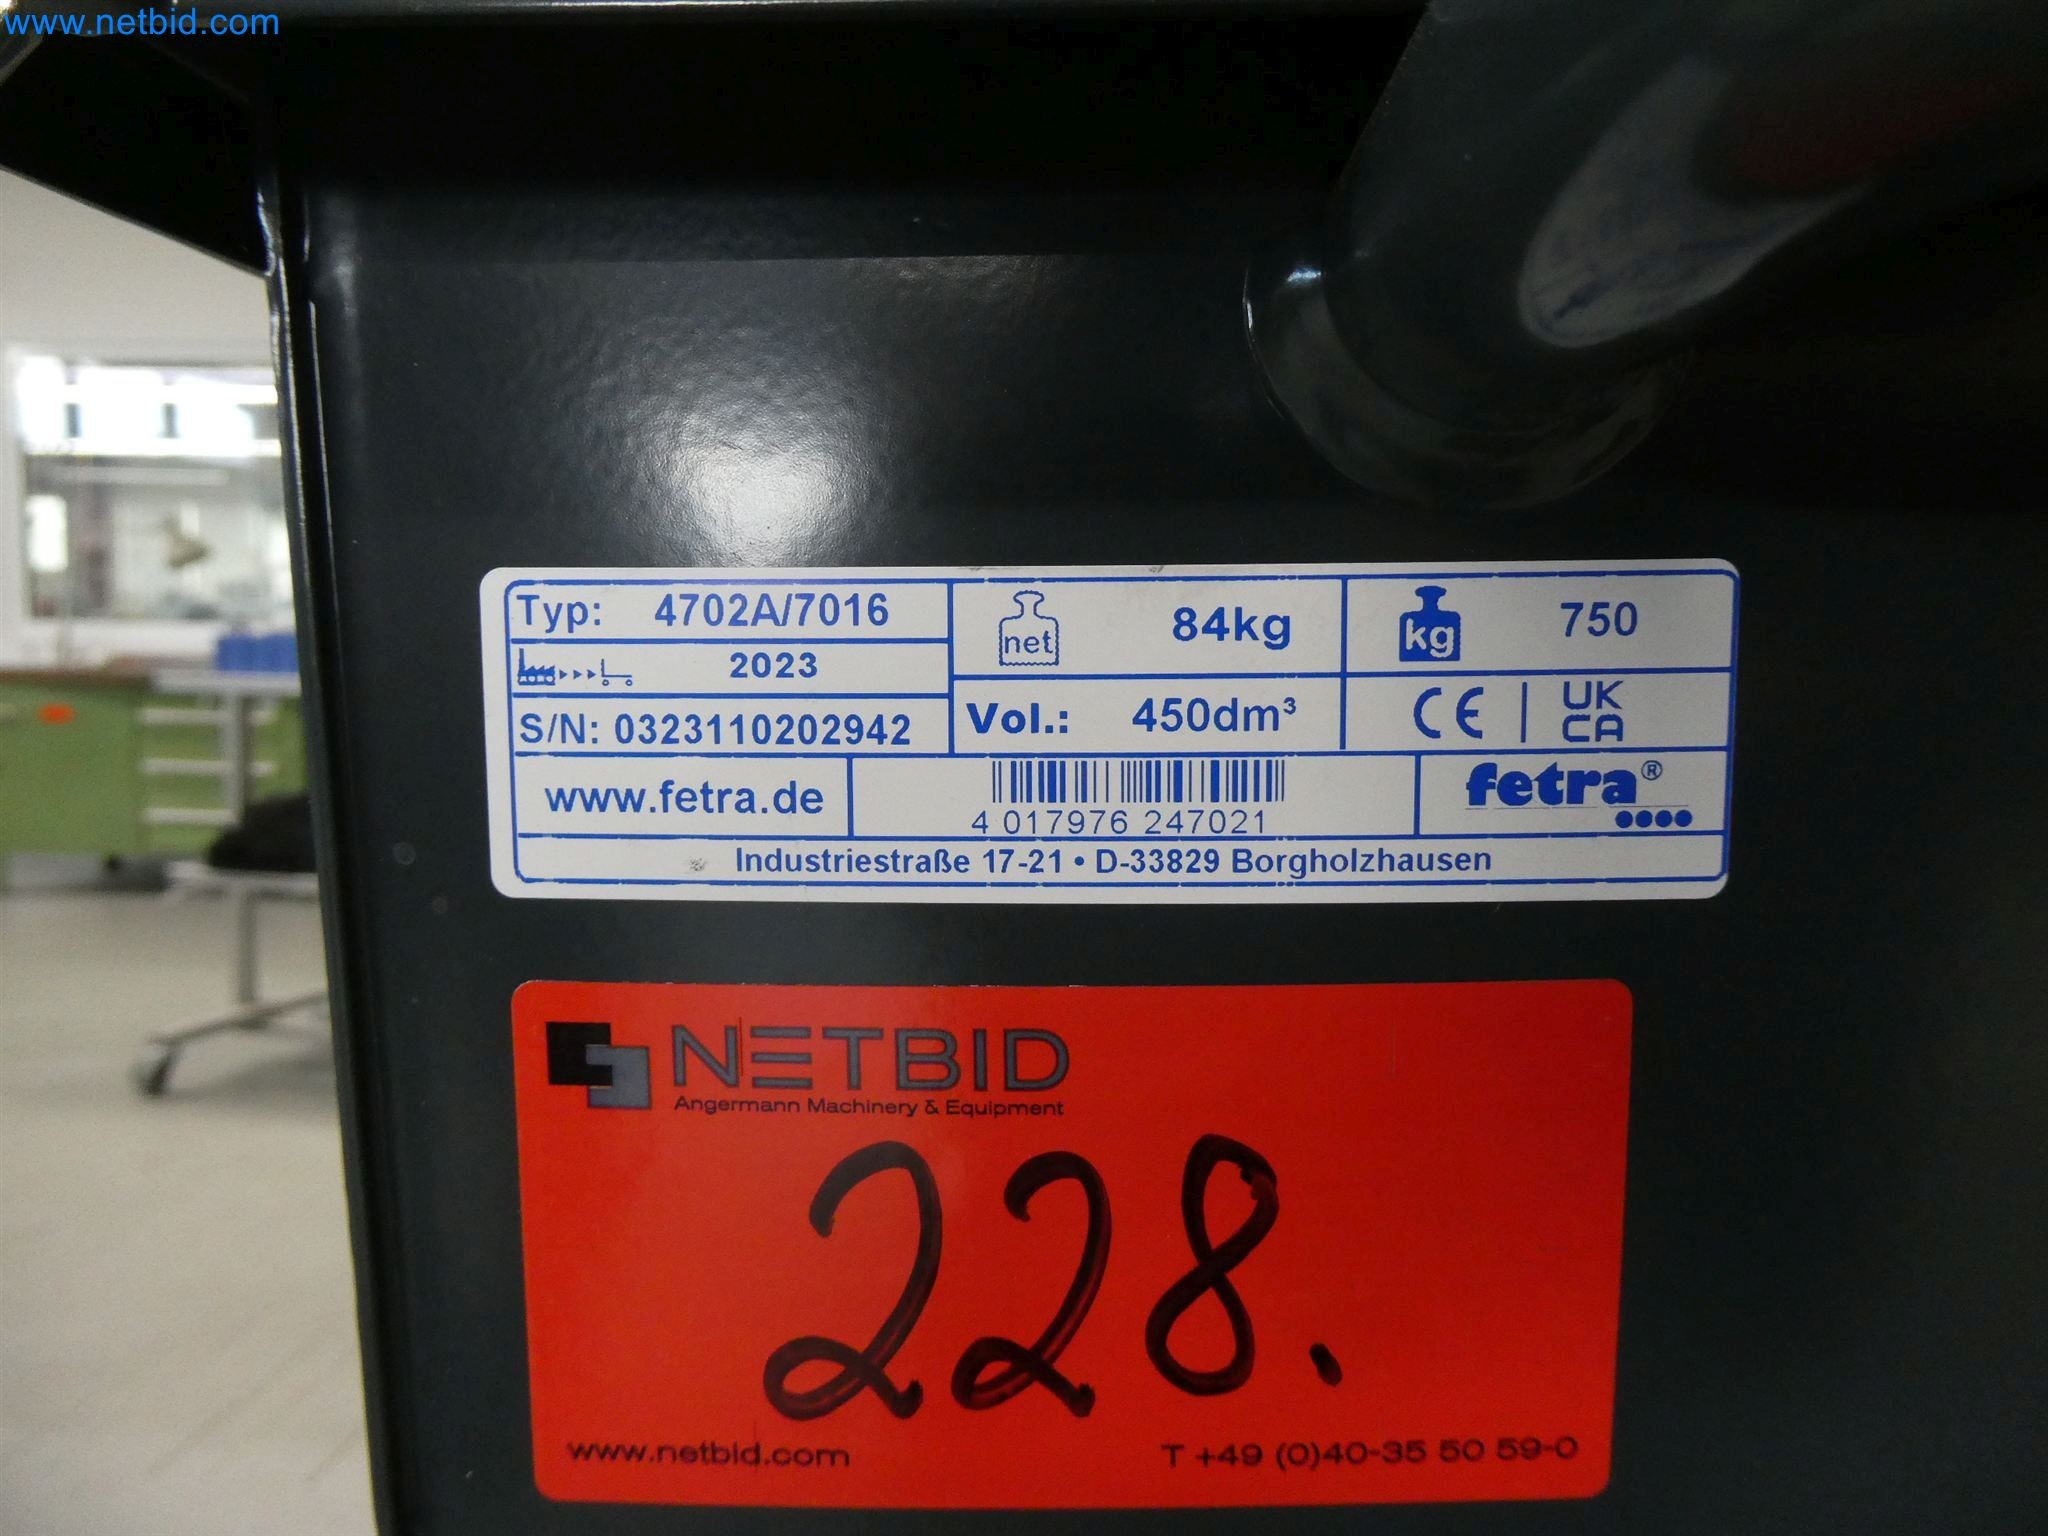 www.netbid.com
Typ: 4702A/7016
net 84kg
kg 750
2023
S/N: 0323110202942
Vol.: 450dm³
CE | UK CA
www.fetra.de
4 017976 247021
fetra®
Industriestraße 17-21 • D-33829 Borgholzhausen
NETBID
Angermann Machinery & Equipment
228.
www.netbid.com T +49 (0)40-35 50 59-0